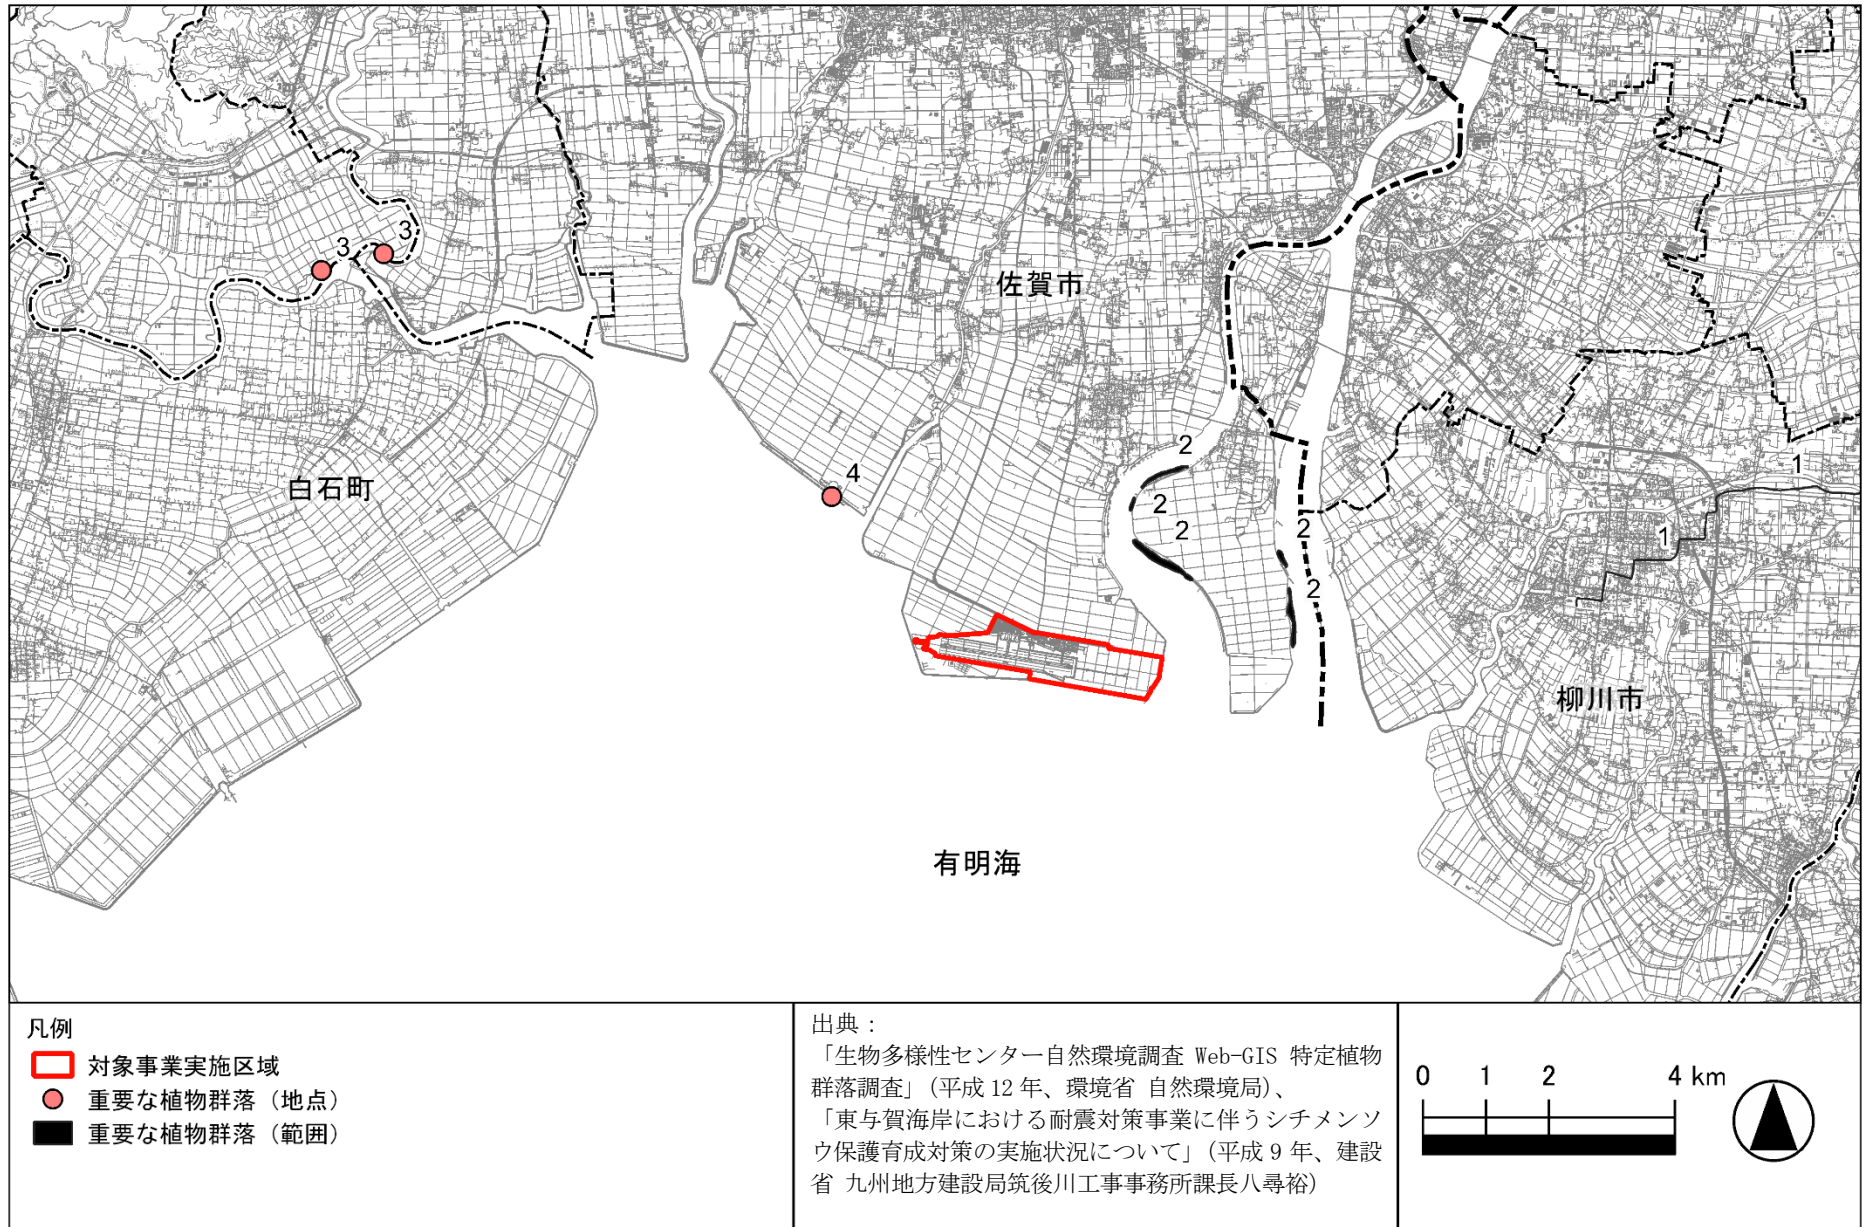 佐賀市
3
3
白石町
4
2
2
2
2
2
1
1
柳川市
有明海
凡例
対象事業実施区域
重要な植物群落（地点）
重要な植物群落（範囲）
出典：
「生物多様性センター自然環境調査 Web-GIS 特定植物
群落調査」（平成 12 年、環境省 自然環境局）、
「東与賀海岸における耐震対策事業に伴うシチメンソ
ウ保護育成対策の実施状況について」（平成 9 年、建設
省 九州地方建設局筑後川工事事務所課長八尋裕）
0 1 2 4 km